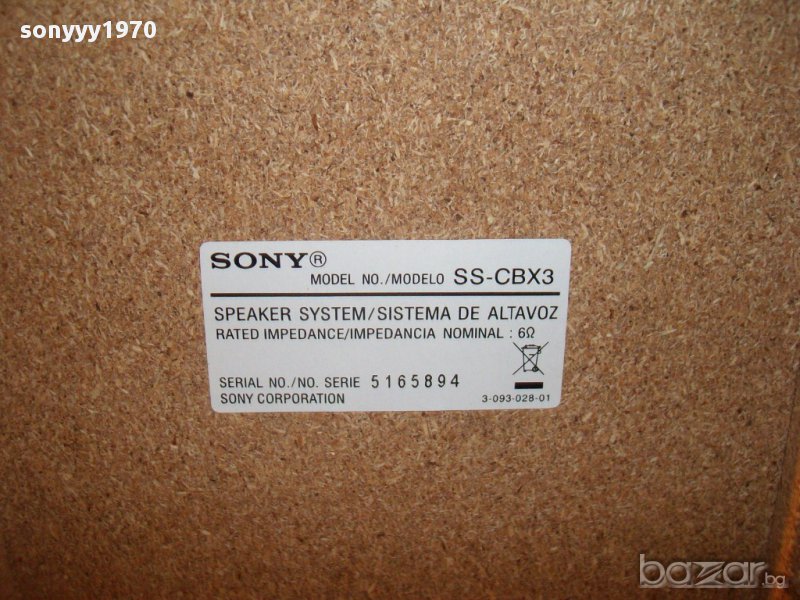 sonyyy1970
SONY®
MODEL NO./MODELO SS-CBX3
SPEAKER SYSTEM/SISTEMA DE ALTAVOZ
RATED IMPEDANCE/IMPEDANCIA NOMINAL : 6Ω
SERIAL NO./NO. SERIE 5165894
SONY CORPORATION 3-093-028-01
bazar.bg